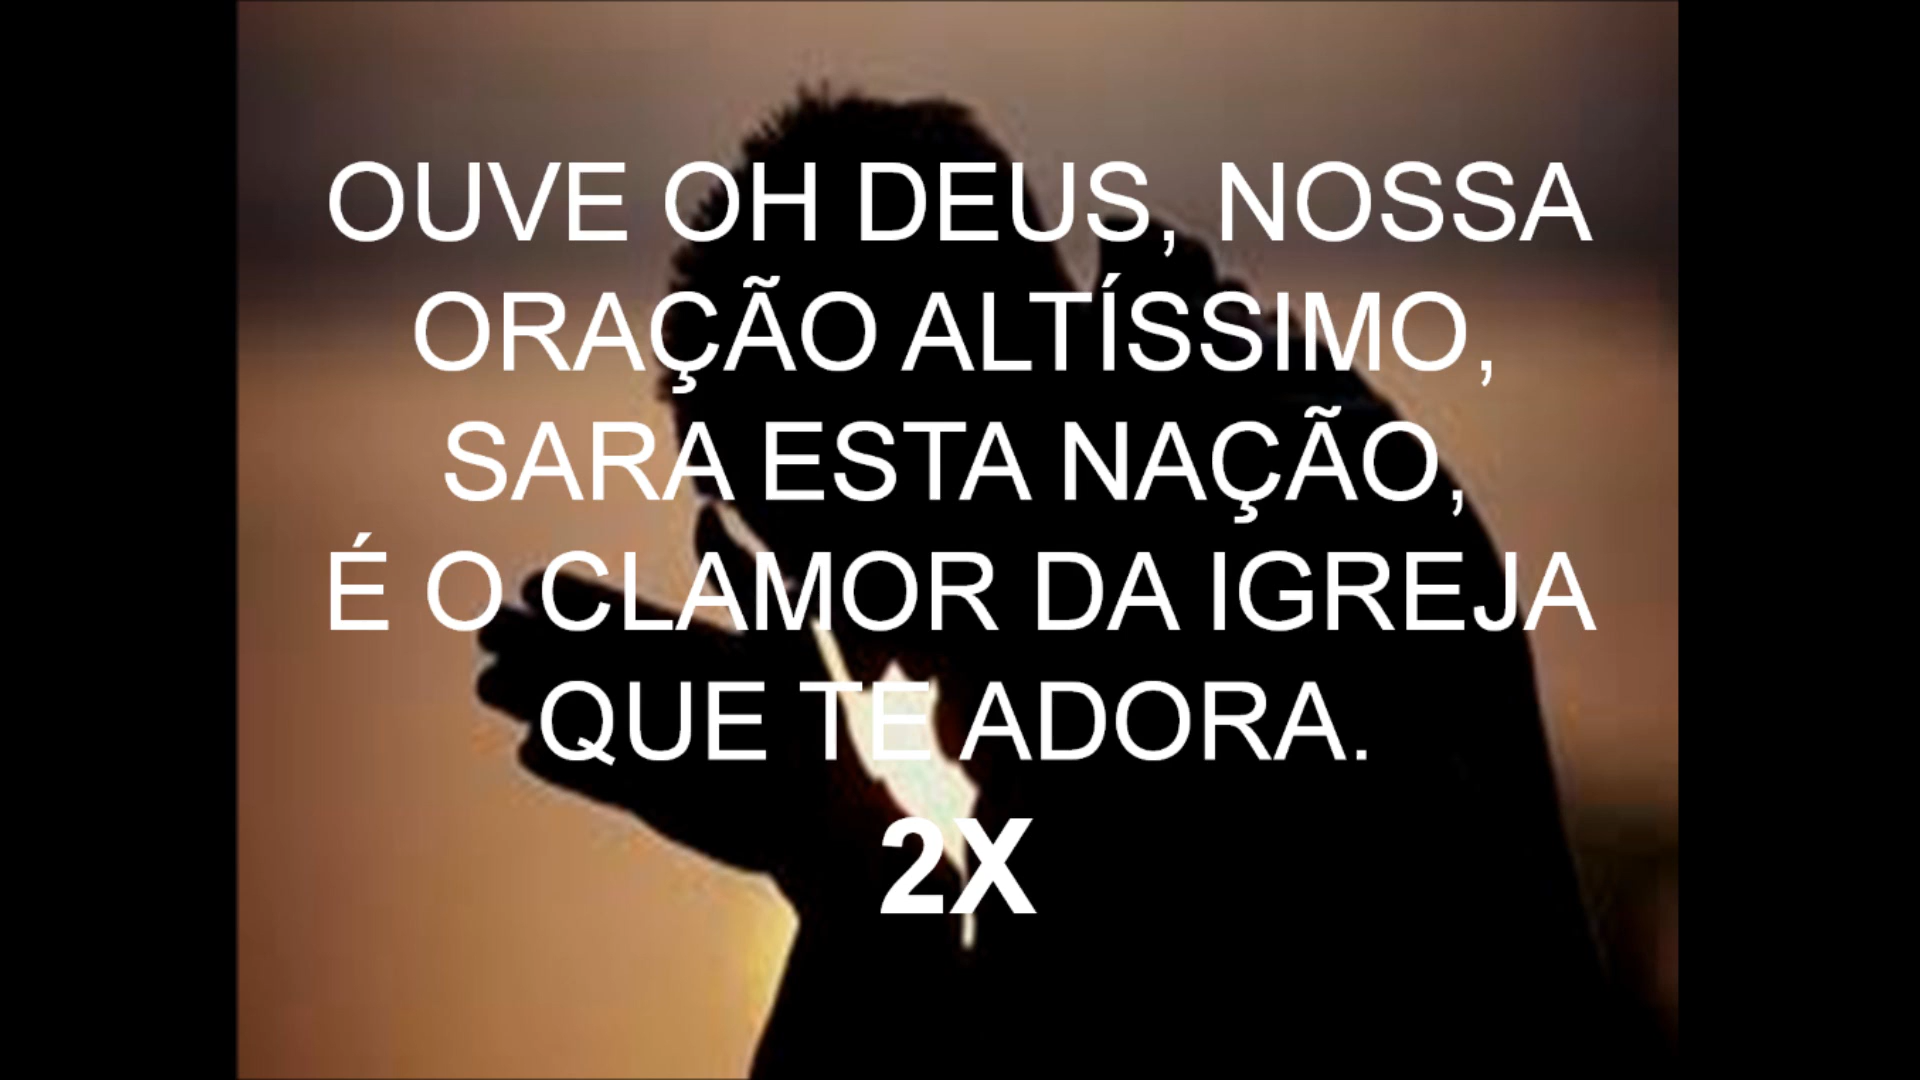 OUVE OH DEUS, NOSSA
ORAÇÃO ALTÍSSIMO,
SARA ESTA NAÇÃO,
É O CLAMOR DA IGREJA
QUE TE ADORA.
2X